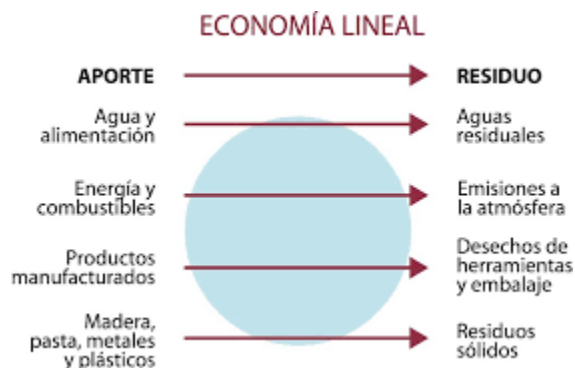 ECONOMÍA LINEAL
APORTE
RESIDUO
Agua y
alimentación
Aguas
residuales
Energía y
combustibles
Emisiones a
la atmósfera
Productos
manufacturados
Desechos de
herramientas
y embalaje
Madera,
pasta, metales
y plásticos
Residuos
sólidos